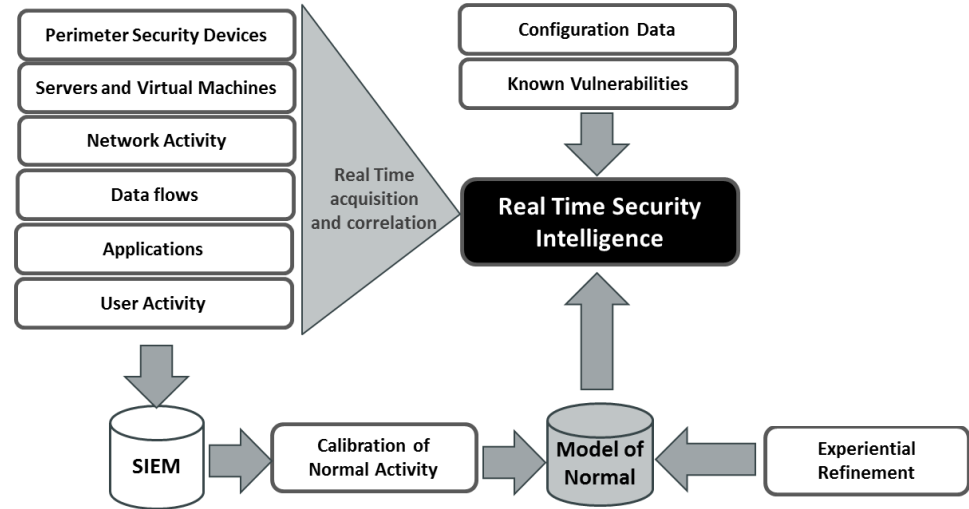 Perimeter Security Devices
Servers and Virtual Machines
Network Activity
Data flows
Applications
User Activity
Real Time
acquisition
and correlation
Configuration Data
Known Vulnerabilities
Real Time Security
Intelligence
SIEM
Calibration of
Normal Activity
Model of
Normal
Experiential
Refinement